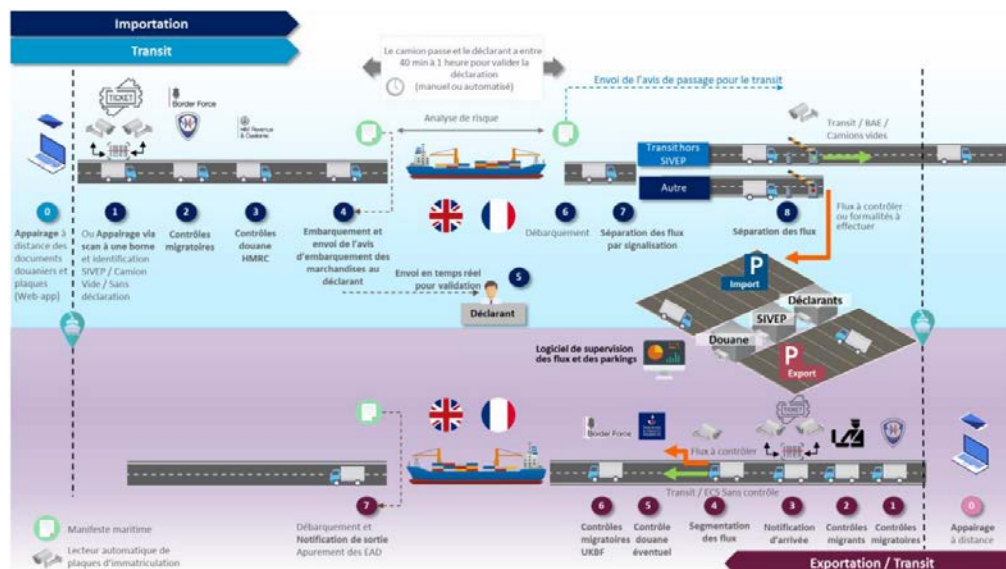 Importation
Transit
Le camion passe et le déclarant a entre
40 min à 1 heure pour valider la
déclaration
(manuel ou automatisé)
Envoi de l'avis de passage pour le transit
TICKET
Border Force
HM Revenue
& Customs
Analyse de risque
Transit hors
SIVEP
Autre
Transit / BAE /
Camions vides
0
Appairage à
distance des
documents
douaniers et
plaques
(Web-app)
1
Ou Appairage via
scan à une borne
et identification
SIVEP / Camion
Vide / Sans
déclaration
2
Contrôles
migratoires
3
Contrôles
douane
HMRC
4
Embarquement et
envoi de l'avis
d'embarquement des
marchandises au
déclarant
Envoi en temps réel
pour validation
5
Déclarant
6
Débarquement
7
Séparation des flux
par signalisation
8
Séparation des flux
Flux à contrôler
ou formalités à
effectuer
P
Import
Déclarants
SIVEP
Douane
P
Export
Logiciel de supervision
des flux et des parkings
TICKET
Border Force
Flux à contrôler
Transit / ECS Sans contrôle
7
Débarquement et
Notification de sortie
Apurement des EAD
6
Contrôles
migratoires
UKBF
5
Contrôle
douane
éventuel
4
Segmentation
des flux
3
Notification
d'arrivée
2
Contrôles
migrants
1
Contrôles
migratoires
0
Appairage
à distance
Manifeste maritime
Lecteur automatique de
plaques d'immatriculation
Exportation / Transit